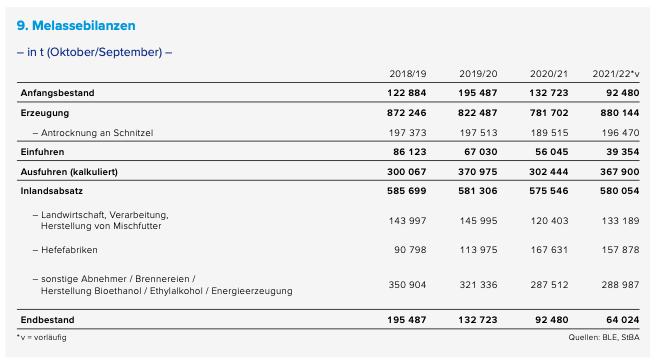 9. Melassebilanzen
– in t (Oktober/September) –
2018/19 2019/20 2020/21 2021/22*v
Anfangsbestand 122 884 195 487 132 723 92 480
Erzeugung 872 246 822 487 781 702 880 144
– Antrocknung an Schnitzel 197 373 197 513 189 515 196 470
Einfuhren 86 123 67 030 56 045 39 354
Ausfuhren (kalkuliert) 300 067 370 975 302 444 367 900
Inlandsabsatz 585 699 581 306 575 546 580 054
– Landwirtschaft, Verarbeitung,
Herstellung von Mischfutter 143 997 145 995 120 403 133 189
– Hefefabriken 90 798 113 975 167 631 157 878
– sonstige Abnehmer / Brennereien /
Herstellung Bioethanol / Ethylalkohol / Energieerzeugung 350 904 321 336 287 512 288 987
Endbestand 195 487 132 723 92 480 64 024
*v = vorläufig Quellen: BLE, StBA